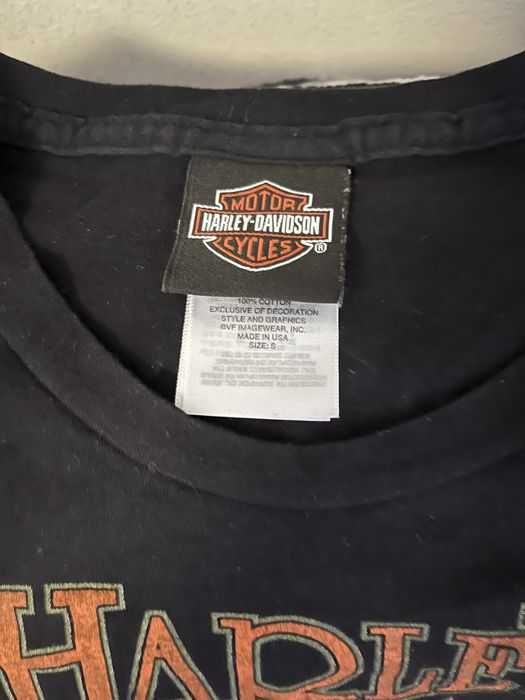 MOTOR
HARLEY-DAVIDSON
CYCLES
®
100% COTTON
EXCLUSIVE OF DECORATION
STYLE AND GRAPHICS
©VF IMAGEWEAR, INC.
MADE IN USA.
SIZE: S
HARLE